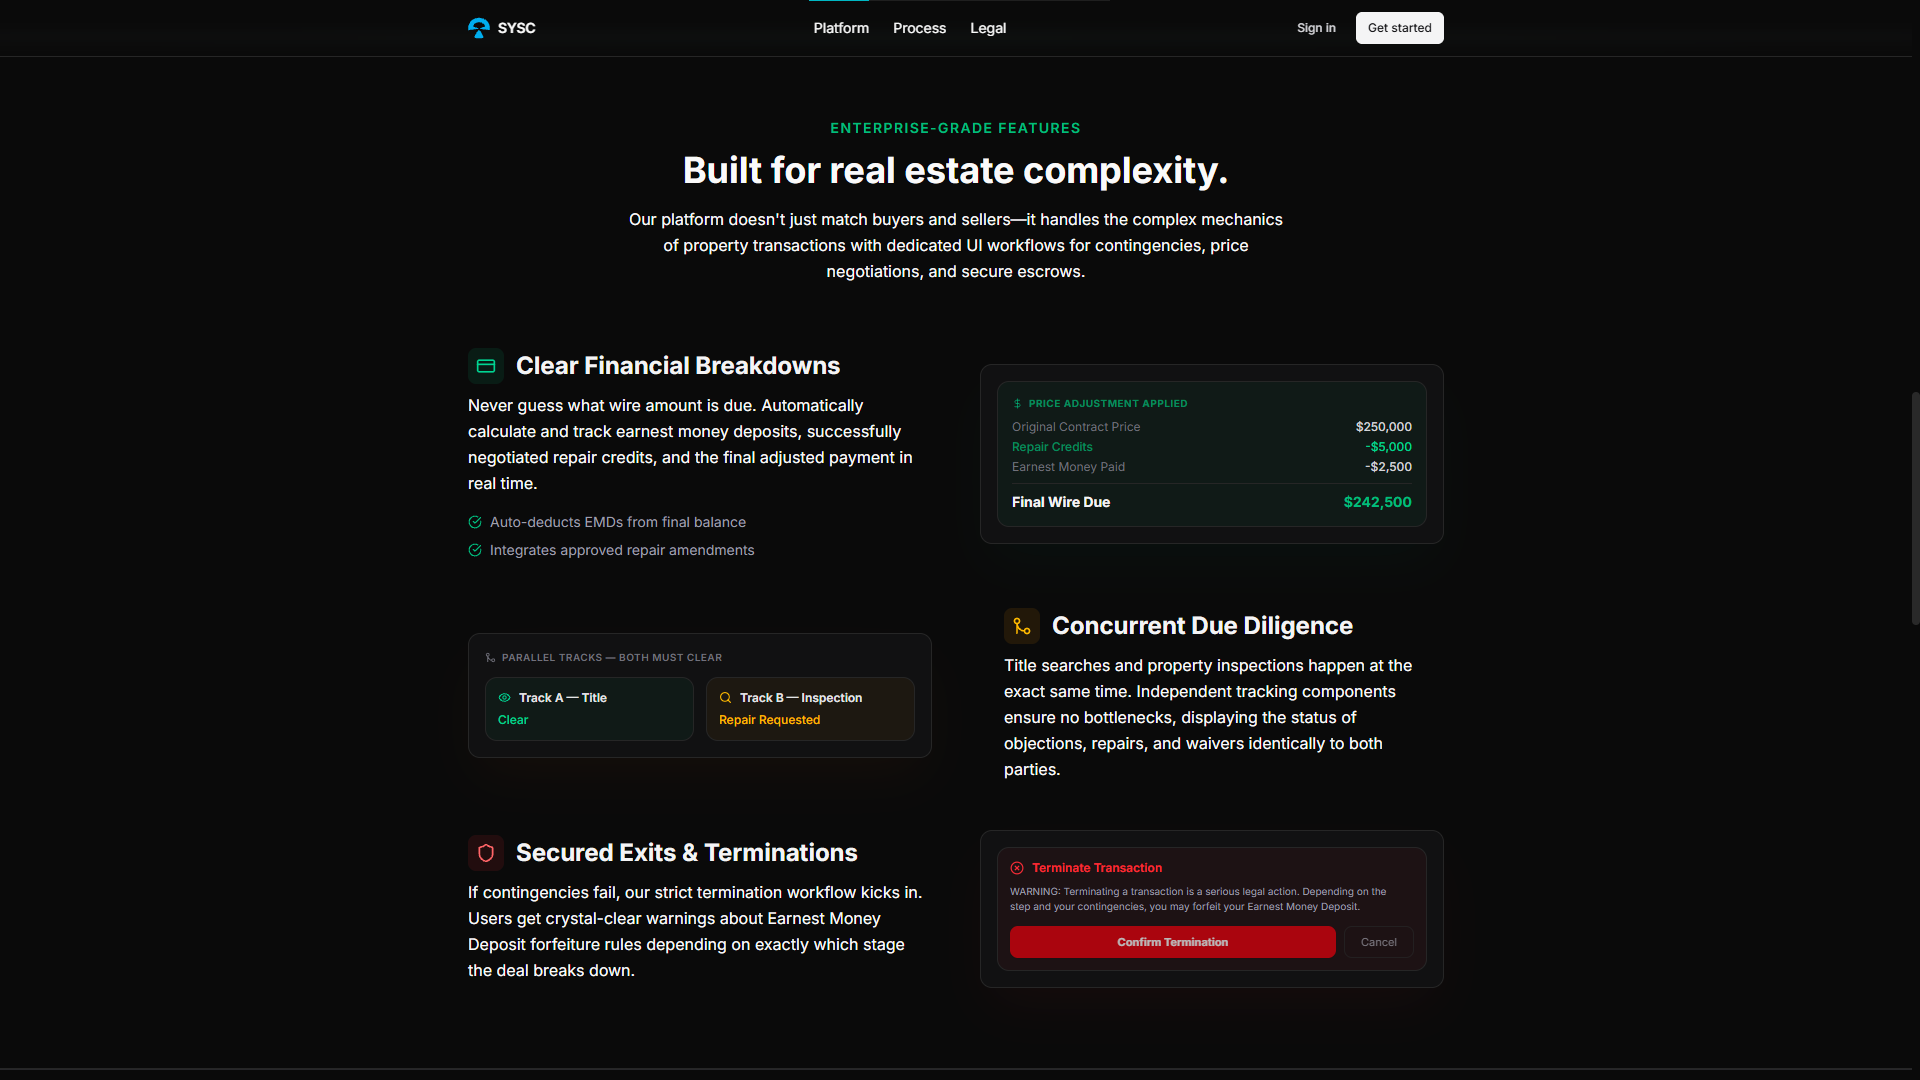 SYSC
Platform
Process
Legal
Sign in
Get started
ENTERPRISE-GRADE FEATURES
Built for real estate complexity.
Our platform doesn't just match buyers and sellers—it handles the complex mechanics
of property transactions with dedicated UI workflows for contingencies, price
negotiations, and secure escrows.
Clear Financial Breakdowns
Never guess what wire amount is due. Automatically
calculate and track earnest money deposits, successfully
negotiated repair credits, and the final adjusted payment in
real time.
Auto-deducts EMDs from final balance
Integrates approved repair amendments
PRICE ADJUSTMENT APPLIED
Original Contract Price $250,000
Repair Credits -$5,000
Earnest Money Paid -$2,500
Final Wire Due $242,500
PARALLEL TRACKS — BOTH MUST CLEAR
Track A — Title
Clear
Track B — Inspection
Repair Requested
Concurrent Due Diligence
Title searches and property inspections happen at the
exact same time. Independent tracking components
ensure no bottlenecks, displaying the status of
objections, repairs, and waivers identically to both
parties.
Secured Exits & Terminations
If contingencies fail, our strict termination workflow kicks in.
Users get crystal-clear warnings about Earnest Money
Deposit forfeiture rules depending on exactly which stage
the deal breaks down.
Terminate Transaction
WARNING: Terminating a transaction is a serious legal action. Depending on the
step and your contingencies, you may forfeit your Earnest Money Deposit.
Confirm Termination
Cancel